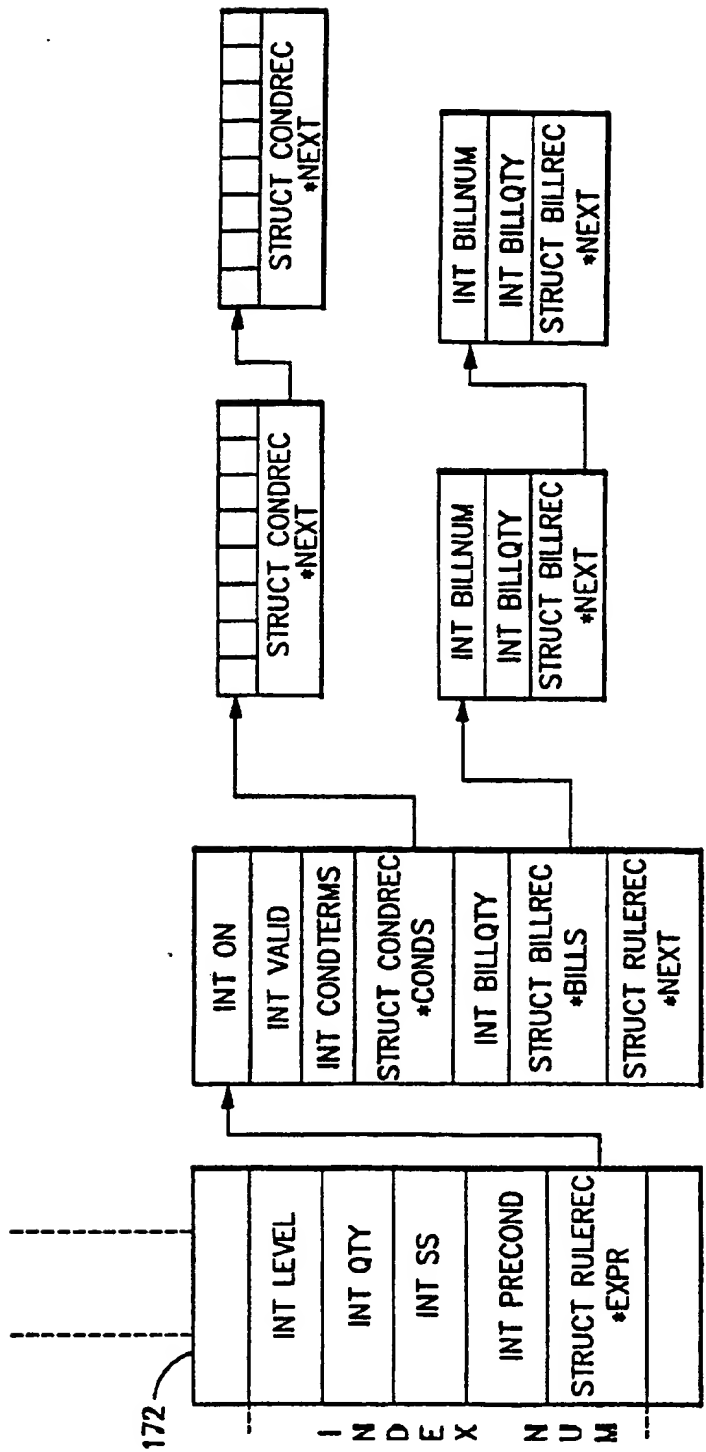 172
INDEX NUM
INT LEVEL
INT QTY
INT SS
INT PRECOND
STRUCT RULEREC
*EXPR
INT ON
INT VALID
INT CONDTERMS
STRUCT CONDREC
*CONDS
INT BILLQTY
STRUCT BILLREC
*BILLS
STRUCT RULEREC
*NEXT
STRUCT CONDREC
*NEXT
STRUCT CONDREC
*NEXT
INT BILLNUM
INT BILLQTY
STRUCT BILLREC
*NEXT
INT BILLNUM
INT BILLQTY
STRUCT BILLREC
*NEXT